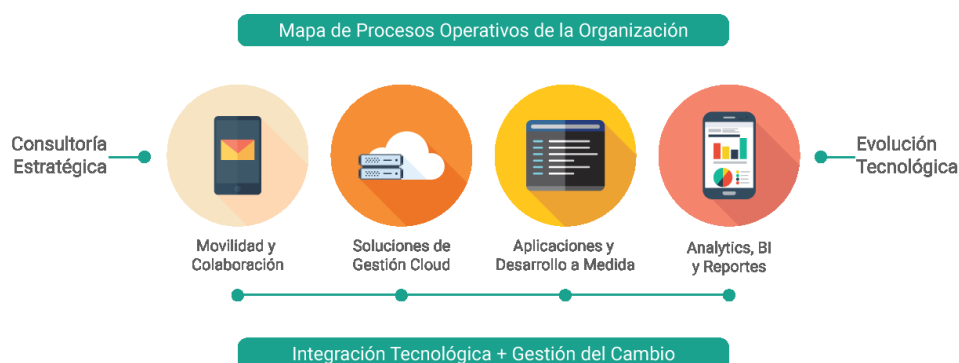 Mapa de Procesos Operativos de la Organización
Consultoría
Estratégica
Evolución
Tecnológica
Movilidad y
Colaboración
Soluciones de
Gestión Cloud
Aplicaciones y
Desarrollo a Medida
Analytics, BI
y Reportes
Integración Tecnológica + Gestión del Cambio